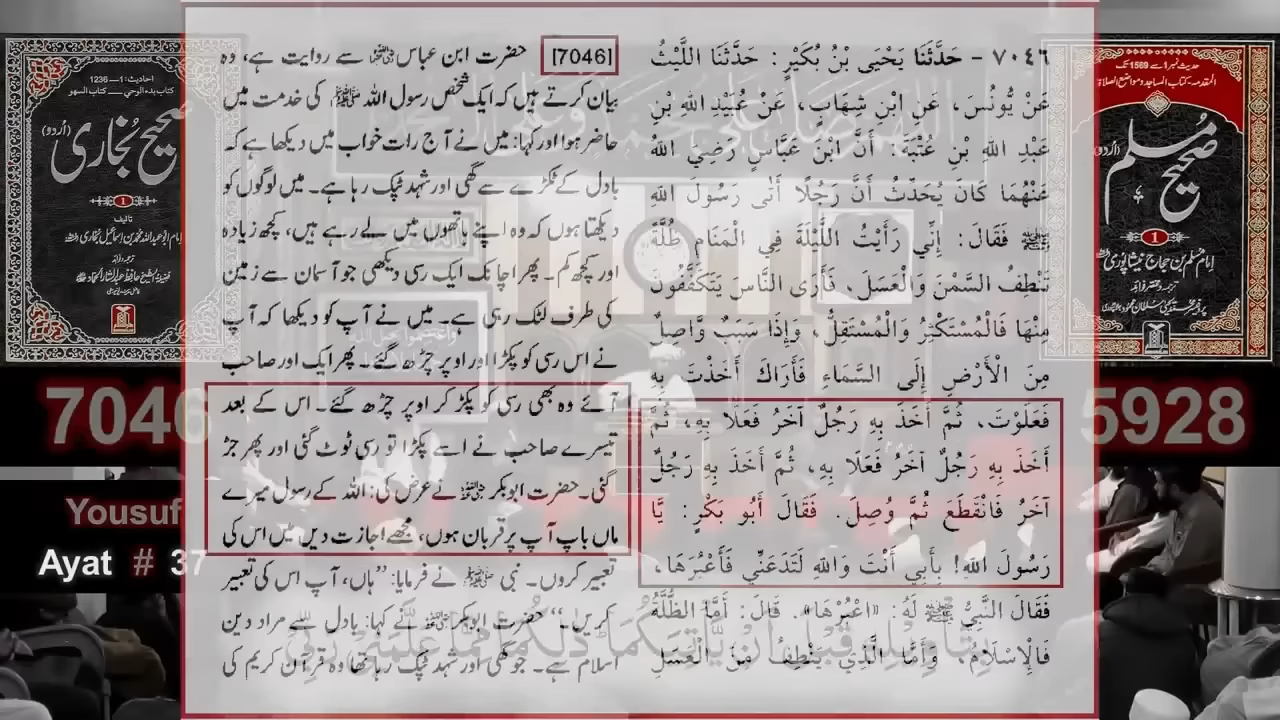 ٧٠٤٦ - حَدَّثَنَا يَحْيَى بْنُ بُكَيْرٍ: حَدَّثَنَا اللَّيْثُ
عَنْ يُونُسَ، عَنِ ابْنِ شِهَابٍ، عَنْ عُبَيْدِ اللهِ بْنِ
عَبْدِ اللهِ بْنِ عُتْبَةَ: أَنَّ ابْنَ عَبَّاسٍ رَضِيَ اللهُ
عَنْهُمَا كَانَ يُحَدِّثُ أَنَّ رَجُلًا أَتَى رَسُولَ اللهِ
ﷺ فَقَالَ: إِنِّي رَأَيْتُ اللَّيْلَةَ فِي الْمَنَامِ ظُلَّةً
تَنْطِفُ السَّمْنَ وَالْعَسَلَ، فَأَرَى النَّاسَ يَتَكَفَّفُونَ
مِنْهَا فَالْمُسْتَكْثِرُ وَالْمُسْتَقِلُّ، وَإِذَا سَبَبٌ وَّاصِلٌ
مِنَ الْأَرْضِ إِلَى السَّمَاءِ فَأَرَاكَ أَخَذْتَ بِهِ
فَعَلَوْتَ، ثُمَّ أَخَذَ بِهِ رَجُلٌ آخَرُ فَعَلَا بِهِ، ثُمَّ
أَخَذَ بِهِ رَجُلٌ آخَرُ فَعَلَا بِهِ، ثُمَّ أَخَذَ بِهِ رَجُلٌ
آخَرُ فَانْقَطَعَ ثُمَّ وُصِلَ. فَقَالَ أَبُو بَكْرٍ: يَّا
رَسُولَ اللهِ! بِأَبِي أَنْتَ وَاللهِ لَتَدَعَنِّي فَأَعْبُرَهَا،
فَقَالَ النَّبِيُّ ﷺ لَهُ: «اعْبُرْهَا». قَالَ: أَمَّا الظُّلَّةُ
فَالْإِسْلَامُ، وَأَمَّا الَّذِي يَنْطِفُ مِنَ الْعَسَلِ
[7046] حضرت ابن عباس ؓ سے روایت ہے، وہ
بیان کرتے ہیں کہ ایک شخص رسول اللہ ﷺ کی خدمت میں
حاضر ہوا اور کہا: میں نے آج رات خواب میں دیکھا ہے کہ
بادل کے ٹکڑے سے گھی اور شہد ٹپک رہا ہے۔ میں لوگوں کو
دیکھتا ہوں کہ وہ اپنے ہاتھوں میں لے رہے ہیں، کچھ زیادہ
اور کچھ کم۔ پھر اچانک ایک رسی دیکھی جو آسمان سے زمین
کی طرف لٹک رہی ہے۔ میں نے آپ کو دیکھا کہ آپ
نے اس رسی کو پکڑا اور اوپر چڑھ گئے۔ پھر ایک اور صاحب
آئے وہ بھی رسی کو پکڑ کر اوپر چڑھ گئے۔ اس کے بعد
تیسرے صاحب نے اسے پکڑا تو رسی ٹوٹ گئی اور پھر جڑ
گئی۔ حضرت ابوبکر ؓ نے عرض کی: اللہ کے رسول میرے
ماں باپ آپ پر قربان ہوں، مجھے اجازت دیں میں اس کی
تعبیر کروں۔ نبی ﷺ نے فرمایا: ”ہاں، آپ اس کی تعبیر
کریں۔“ حضرت ابوبکر ؓ نے کہا: بادل سے مراد دین
اسلام ہے۔ جو گھی اور شہد ٹپک رہا تھا وہ قرآن کریم کی
صحیح بخاری (اُردو)
1
7046
Yousuf
Ayat # 37
صحیح مسلم (اُردو)
1
امام مسلم بن حجاج نیشاپوری
5928